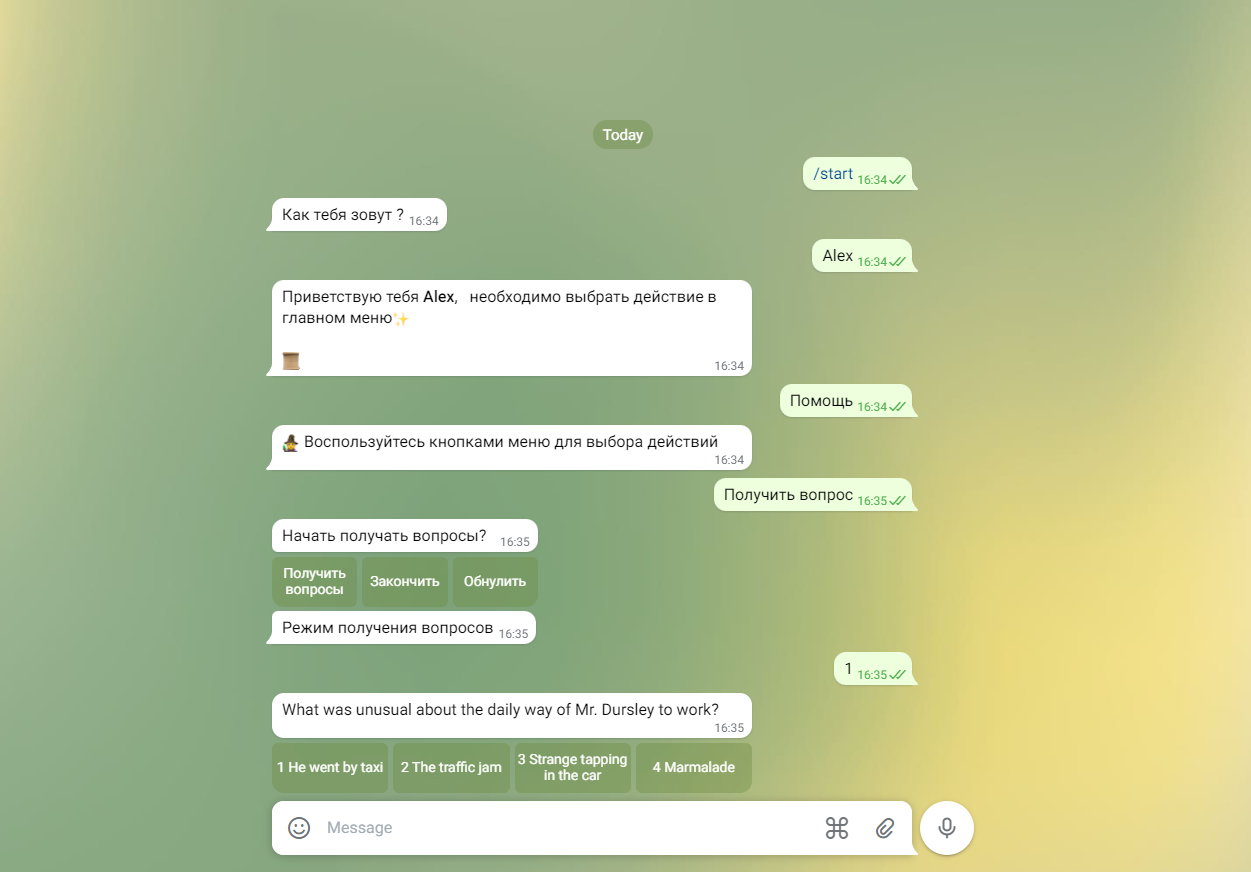 Today
/start 16:34
Как тебя зовут ? 16:34
Alex 16:34
Приветствую тебя Alex, необходимо выбрать действие в
главном меню✨
📜
16:34
Помощь 16:34
Воспользуйтесь кнопками меню для выбора действий
16:34
Получить вопрос 16:35
Начать получать вопросы? 16:35
Получить
вопросы
Закончить
Обнулить
Режим получения вопросов 16:35
1 16:35
What was unusual about the daily way of Mr. Dursley to work?
16:35
1 He went by taxi
2 The traffic jam
3 Strange tapping
in the car
4 Marmalade
Message